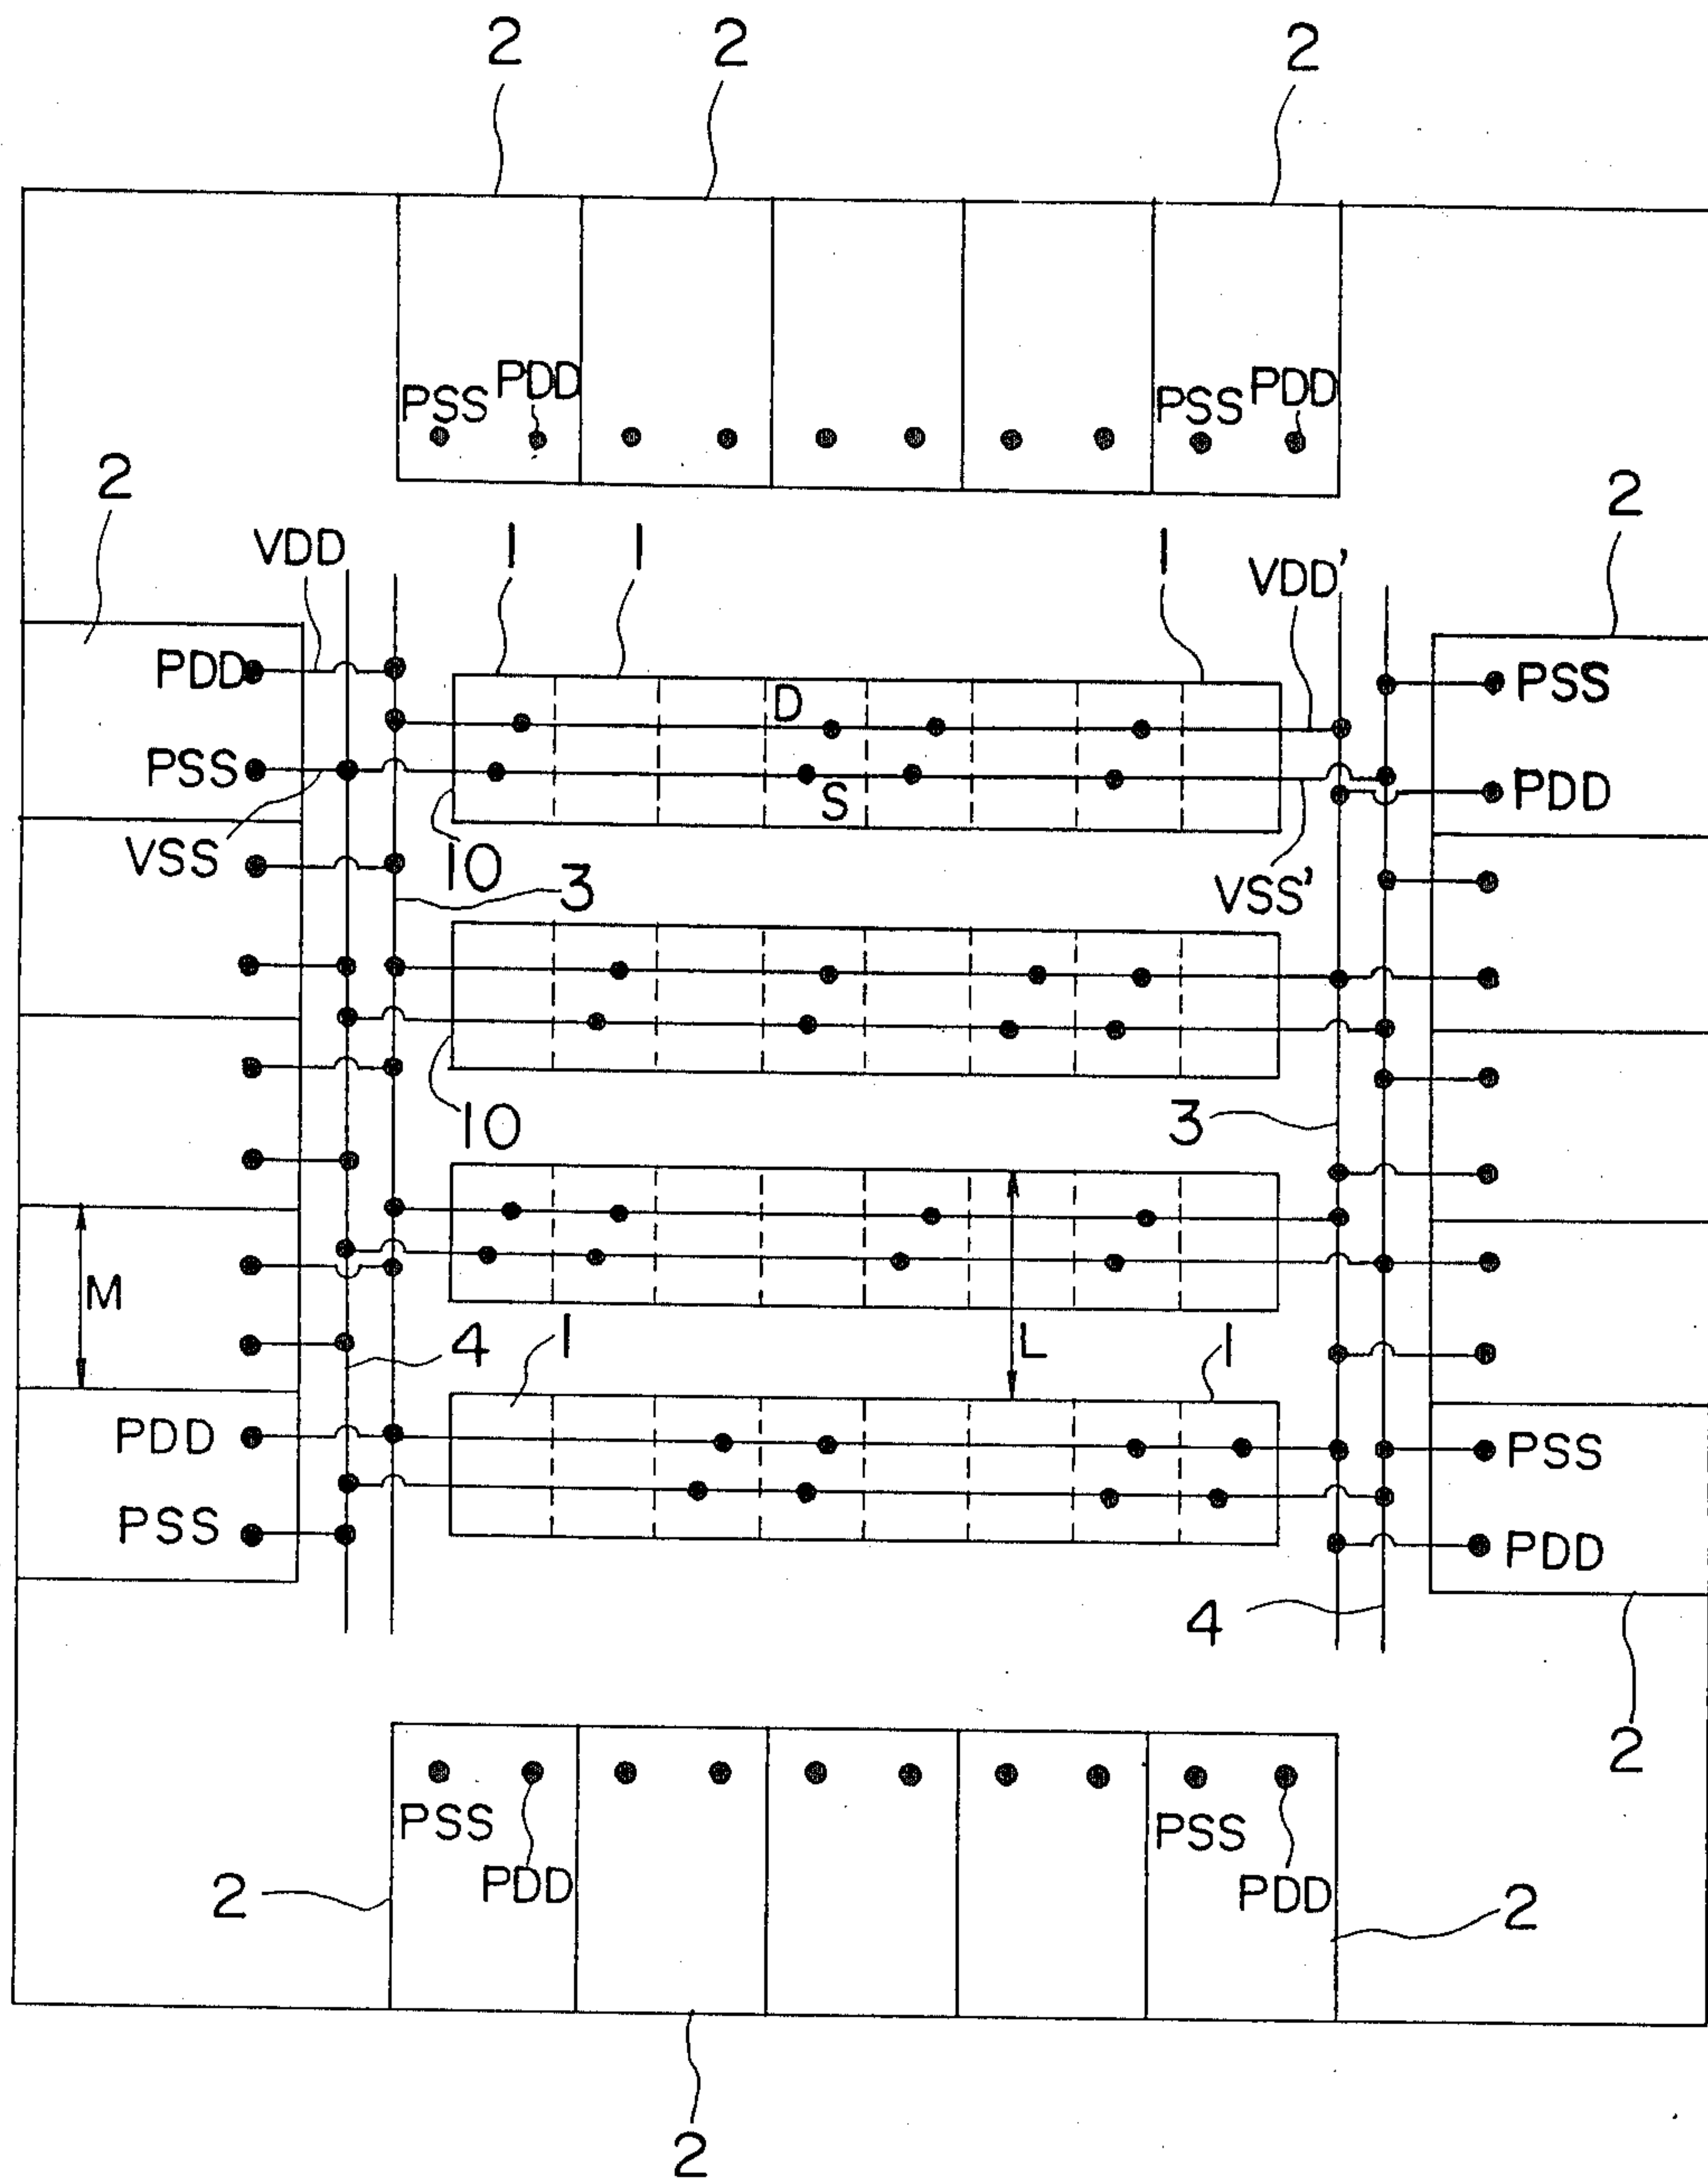 2 2 2
PSS PDD PSS PDD
2 2
VDD 1 1 1 VDD'
PDD D PSS
PSS S PDD
VSS 10 3 VSS'
10 3
M
4 1 L 1
PDD PSS
PSS PDD
4
2
PSS PSS
PDD PDD
2 2
2